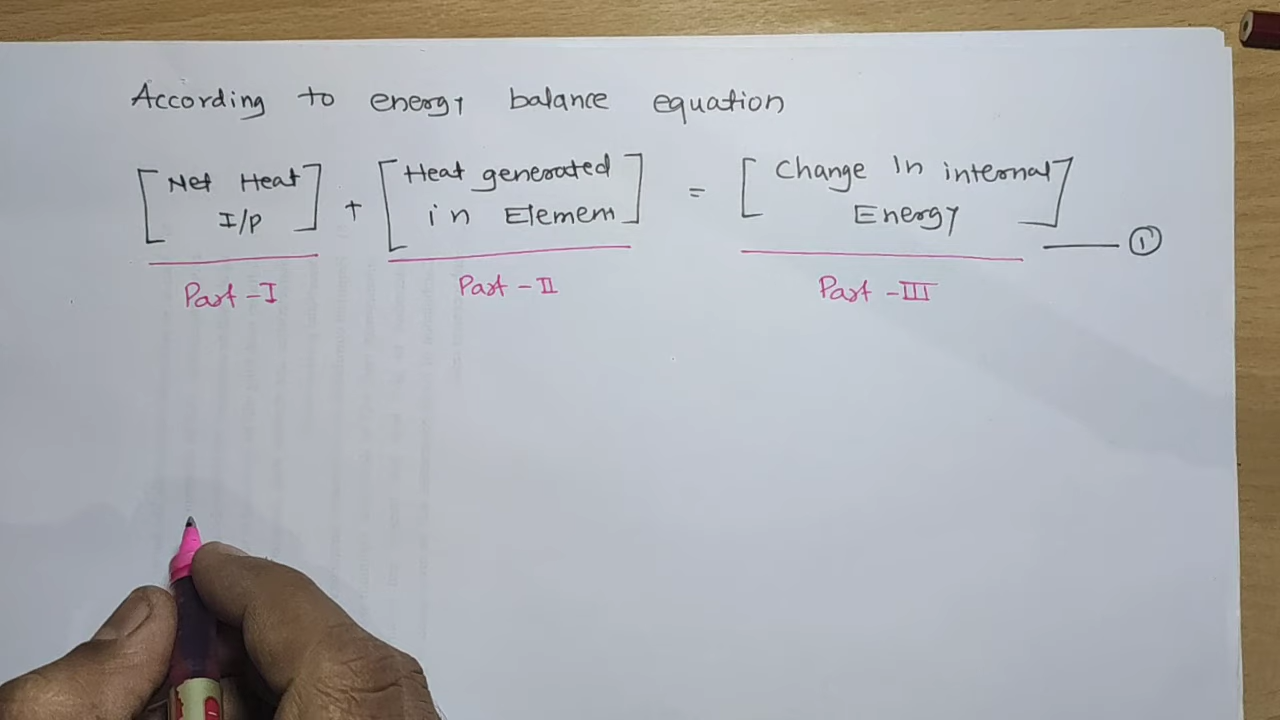 According to energy balance equation
[Net Heat I/p] + [Heat generated in Elemem] = [Change In internal Energy] —— ①
Part -I
Part - II
Part -III